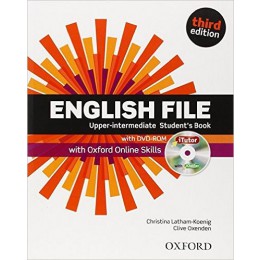 third
edition
ENGLISH FILE
Upper-intermediate Student's Book
with DVD-ROM
iTutor
with Oxford Online Skills
Christina Latham-Koenig
Clive Oxenden
OXFORD